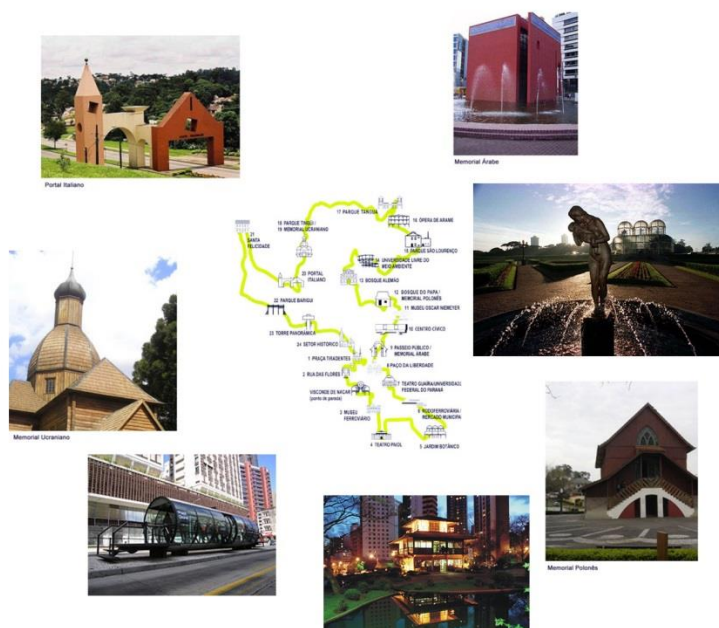 Portal Italiano
Memorial Árabe
17 PARQUE TANGUÁ
16 ÓPERA DE ARAME
18 PARQUE TINGUI /
19 MEMORIAL UCRANIANO
15 PARQUE SÃO LOURENÇO
21
SANTA
FELICIDADE
14 UNIVERSIDADE LIVRE DO
MEIO AMBIENTE
20 PORTAL
ITALIANO
13 BOSQUE ALEMÃO
12 BOSQUE DO PAPA /
MEMORIAL POLONÊS
22 PARQUE BARIGUI
11 MUSEU OSCAR NIEMEYER
10 CENTRO CÍVICO
23 TORRE PANORÂMICA
24 SETOR HISTÓRICO
9 PASSEIO PÚBLICO /
MEMORIAL ÁRABE
1 PRAÇA TIRADENTES
8 PAÇO DA LIBERDADE
2 RUA DAS FLORES
7 TEATRO GUAÍRA/UNIVERSIDADE
FEDERAL DO PARANÁ
VISCONDE DE NACAR
(ponto de parada)
6 RODOFERROVIÁRIA /
MERCADO MUNICIPAL
3 MUSEU
FERROVIÁRIO
4 TEATRO PAIOL
5 JARDIM BOTÂNICO
Memorial Ucraniano
Memorial Polonês